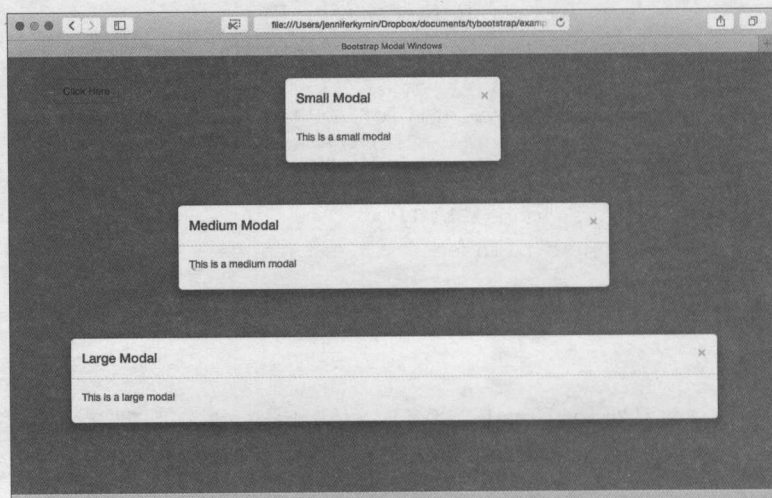 file:///Users/jenniferkyrnin/Dropbox/documents/tybootstrap/examp
Bootstrap Modal Windows
Click Here
Small Modal
×
This is a small modal
Medium Modal
×
This is a medium modal
Large Modal
×
This is a large modal